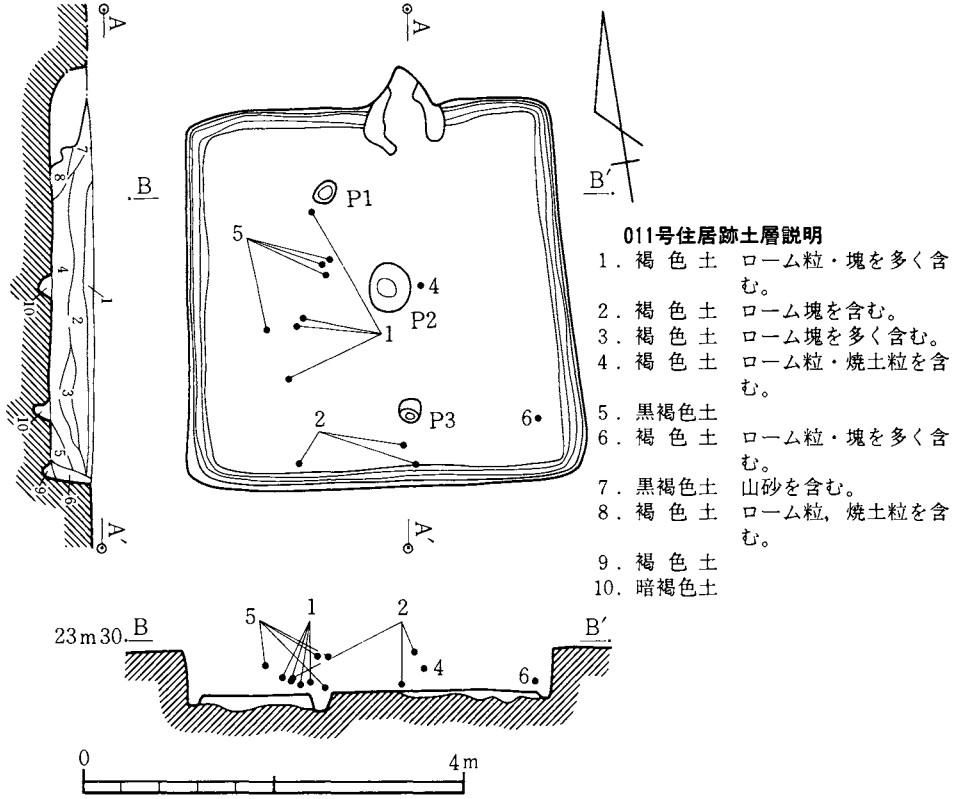 A
A
B
B′
P1
5
4
P2
1
P3
2
6
7
8
4
1
10
2
3
10
5
9
6
A′
A′
011号住居跡土層説明
1. 褐色土 ローム粒・塊を多く含
む。
2. 褐色土 ローム塊を含む。
3. 褐色土 ローム塊を多く含む。
4. 褐色土 ローム粒・焼土粒を含
む。
5. 黒褐色土
6. 褐色土 ローム粒・塊を多く含
む。
7. 黒褐色土 山砂を含む。
8. 褐色土 ローム粒，焼土粒を含
む。
9. 褐色土
10. 暗褐色土
23m30 B
B′
5
1
2
4
6
0
4m